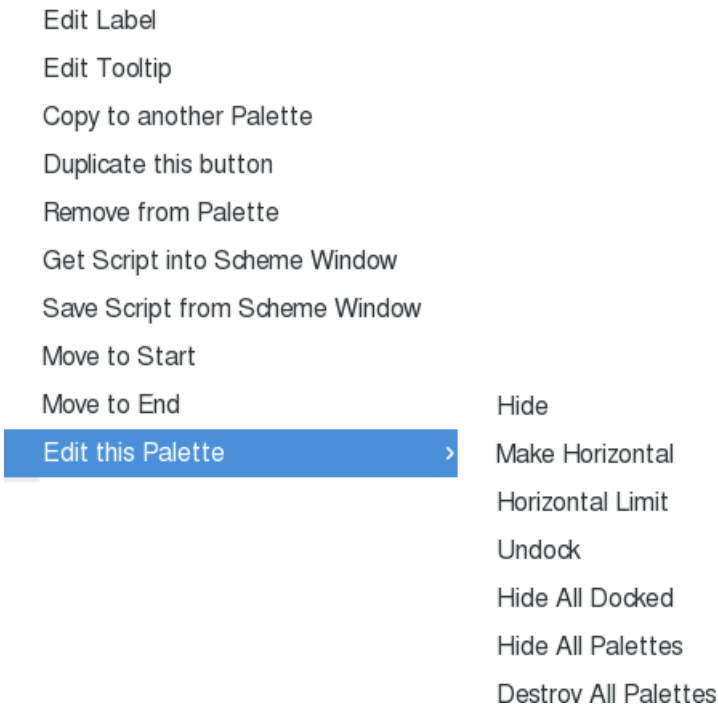 Edit Label
Edit Tooltip
Copy to another Palette
Duplicate this button
Remove from Palette
Get Script into Scheme Window
Save Script from Scheme Window
Move to Start
Move to End
Edit this Palette
Hide
Make Horizontal
Horizontal Limit
Undock
Hide All Docked
Hide All Palettes
Destroy All Palettes